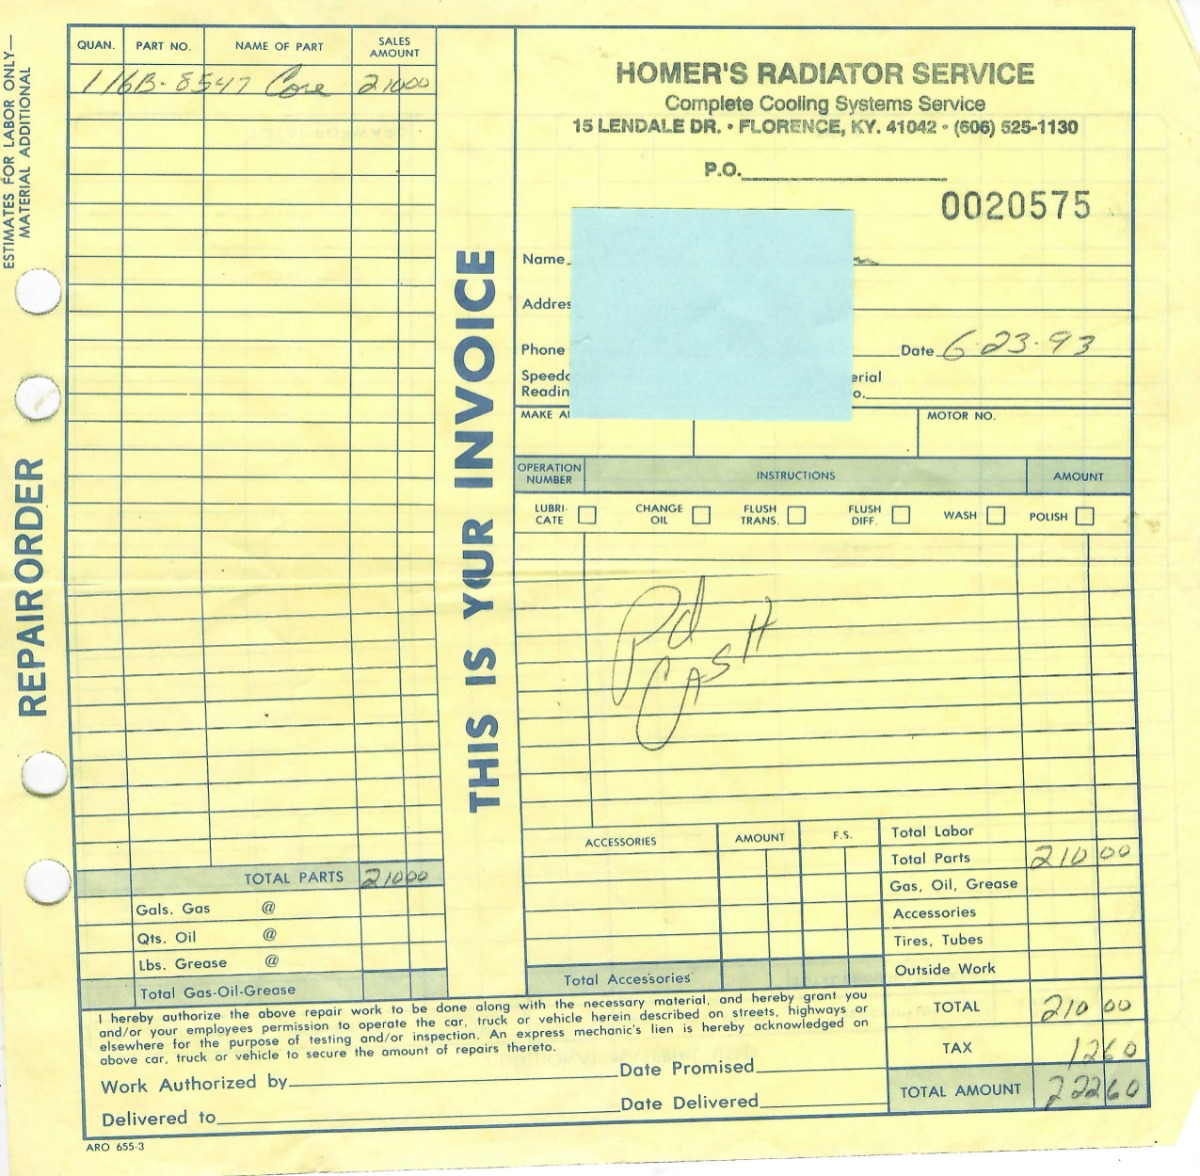 ESTIMATES FOR LABOR ONLY—
MATERIAL ADDITIONAL
REPAIR ORDER
QUAN. PART NO. NAME OF PART SALES AMOUNT
1 16B-8547 Core 210 00
TOTAL PARTS 210 00
Gals. Gas @
Qts. Oil @
Lbs. Grease @
Total Gas-Oil-Grease
THIS IS YOUR INVOICE
HOMER'S RADIATOR SERVICE
Complete Cooling Systems Service
15 LENDALE DR. • FLORENCE, KY. 41042 • (606) 525-1130
P.O.
0020575
Name
Addres
Phone Date 6-23-93
Speedo erial
Readin o.
MAKE A MOTOR NO.
OPERATION NUMBER INSTRUCTIONS AMOUNT
LUBRI-CATE CHANGE OIL FLUSH TRANS. FLUSH DIFF. WASH POLISH
Pd
CASH
ACCESSORIES AMOUNT F.S.
Total Accessories
Total Labor
Total Parts 210 00
Gas, Oil, Grease
Accessories
Tires, Tubes
Outside Work
TOTAL 210 00
TAX 12 60
TOTAL AMOUNT 222 60
I hereby authorize the above repair work to be done along with the necessary material, and hereby grant you
and/or your employees permission to operate the car, truck or vehicle herein described on streets, highways or
elsewhere for the purpose of testing and/or inspection. An express mechanic's lien is hereby acknowledged on
above car, truck or vehicle to secure the amount of repairs thereto.
Work Authorized by Date Promised
Delivered to Date Delivered
ARO 655-3